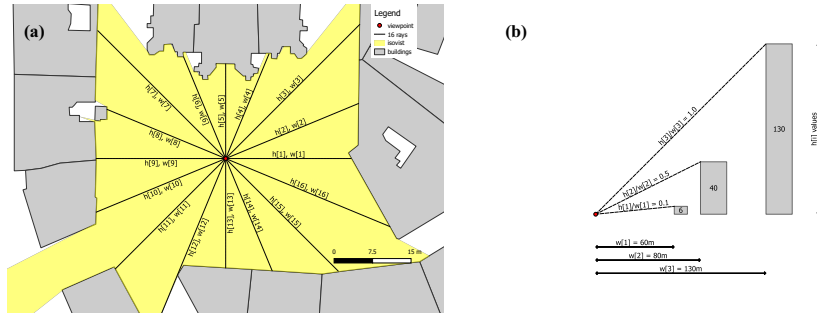 (a)
Legend
viewpoint
16 rays
isovist
buildings
h[7], w[7]
h[6], w[6]
h[5], w[5]
h[4], w[4]
h[3], w[3]
h[8], w[8]
h[2], w[2]
h[9], w[9]
h[1], w[1]
h[10], w[10]
h[16], w[16]
h[11], w[11]
h[12], w[12]
h[13], w[13]
h[14], w[14]
h[15], w[15]
0 7.5 15 m
(b)
h[3]/w[3] = 1.0
h[2]/w[2] = 0.5
h[1]/w[1] = 0.1
6
40
130
h[i] values
w[1] = 60m
w[2] = 80m
w[3] = 130m